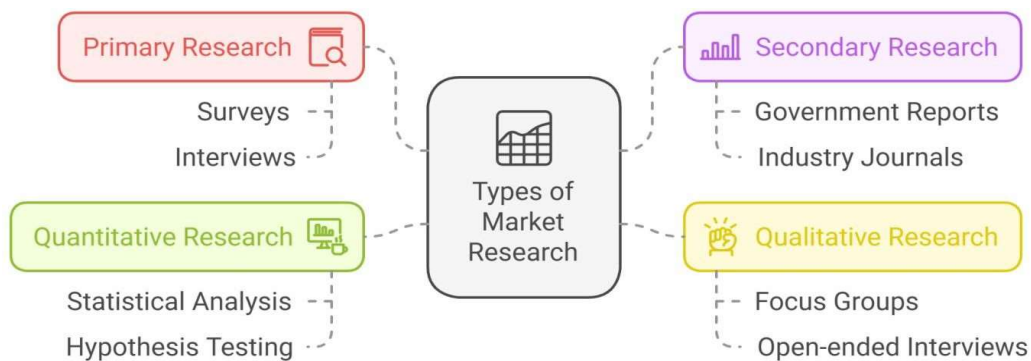 Primary Research
Surveys
Interviews
Quantitative Research
Statistical Analysis
Hypothesis Testing
Types of
Market
Research
Secondary Research
Government Reports
Industry Journals
Qualitative Research
Focus Groups
Open-ended Interviews